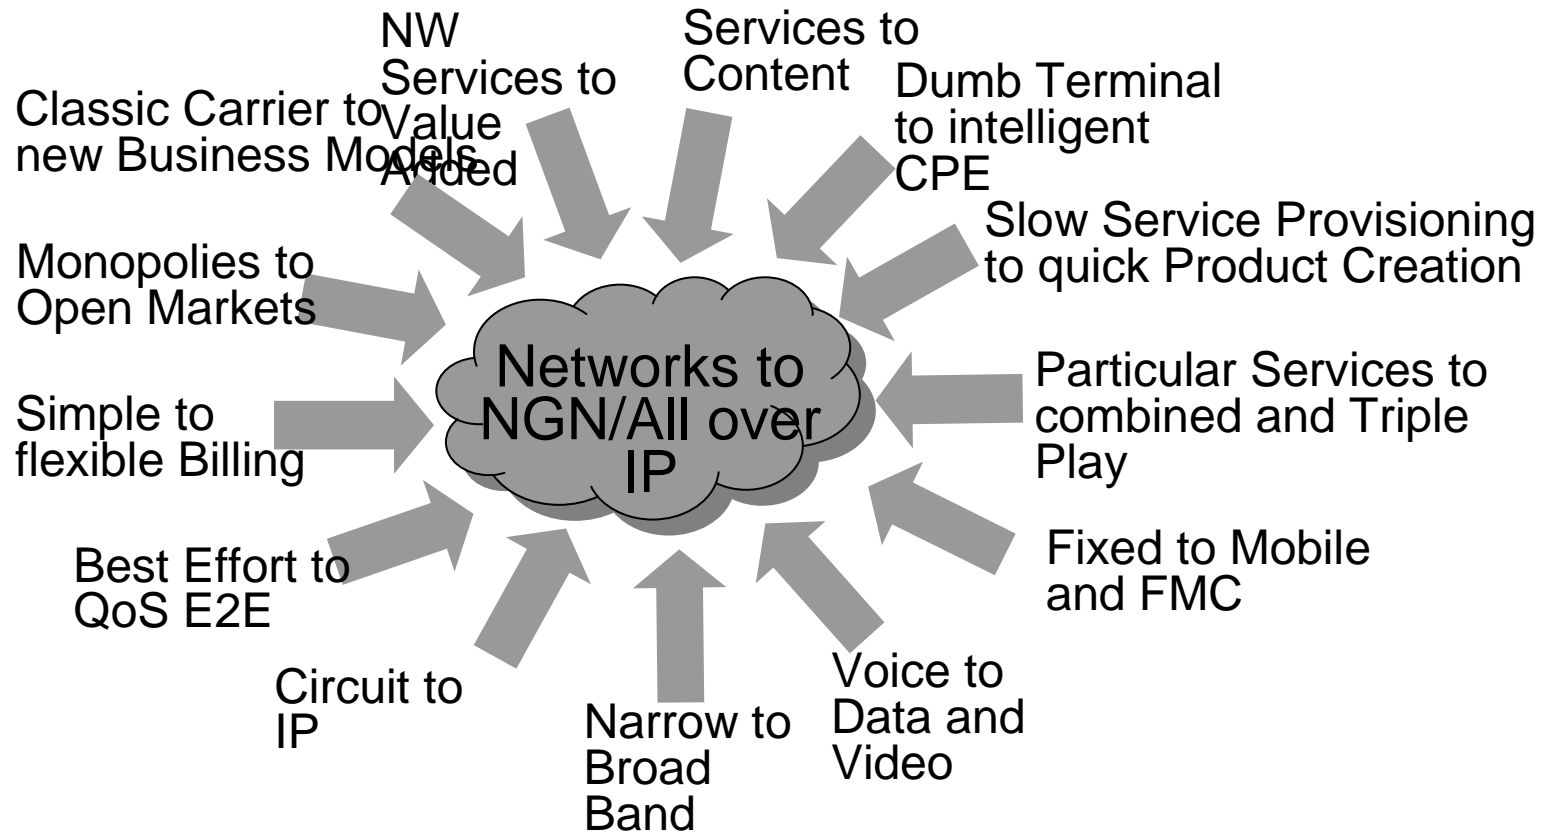 NW
Services to
Value
Added
Services to
Content
Dumb Terminal
to intelligent
CPE
Classic Carrier to
new Business Models
Slow Service Provisioning
to quick Product Creation
Monopolies to
Open Markets
Networks to
NGN/All over
IP
Particular Services to
combined and Triple
Play
Simple to
flexible Billing
Best Effort to
QoS E2E
Fixed to Mobile
and FMC
Circuit to
IP
Narrow to
Broad
Band
Voice to
Data and
Video